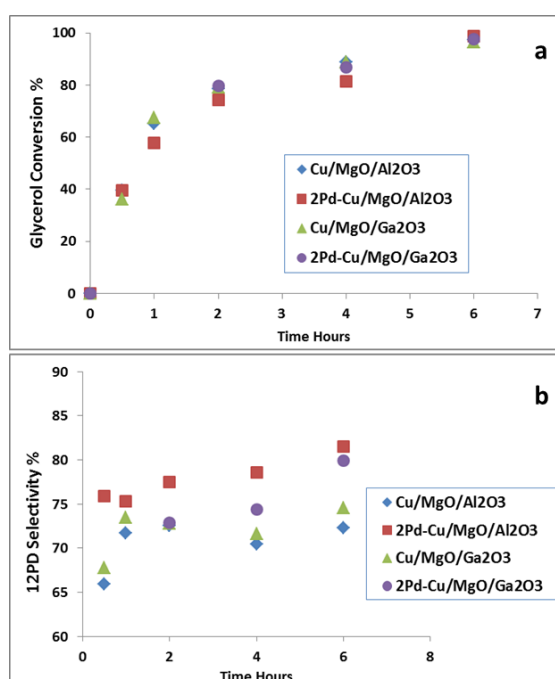 a
100
80
60
40
20
0
Glycerol Conversion %
Cu/MgO/Al2O3
2Pd-Cu/MgO/Al2O3
Cu/MgO/Ga2O3
2Pd-Cu/MgO/Ga2O3
0 1 2 3 4 5 6 7
Time Hours
b
90
85
80
75
70
65
60
12PD Selectivity %
Cu/MgO/Al2O3
2Pd-Cu/MgO/Al2O3
Cu/MgO/Ga2O3
2Pd-Cu/MgO/Ga2O3
0 2 4 6 8
Time Hours